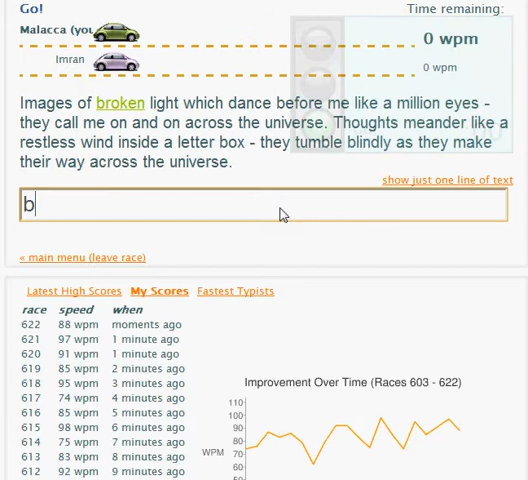 Go!
Time remaining:
Malacca (you
0 wpm
Imran
0 wpm
Images of broken light which dance before me like a million eyes -
they call me on and on across the universe. Thoughts meander like a
restless wind inside a letter box - they tumble blindly as they make
their way across the universe.
show just one line of text
b
« main menu (leave race)
Latest High Scores My Scores Fastest Typists
race speed when
622 88 wpm moments ago
621 97 wpm 1 minute ago
620 91 wpm 1 minute ago
619 85 wpm 2 minutes ago
618 95 wpm 3 minutes ago
617 74 wpm 4 minutes ago
616 85 wpm 5 minutes ago
615 98 wpm 6 minutes ago
614 75 wpm 7 minutes ago
613 83 wpm 8 minutes ago
612 92 wpm 9 minutes ago
Improvement Over Time (Races 603 - 622)
110
100
90
80
70
60
50
WPM